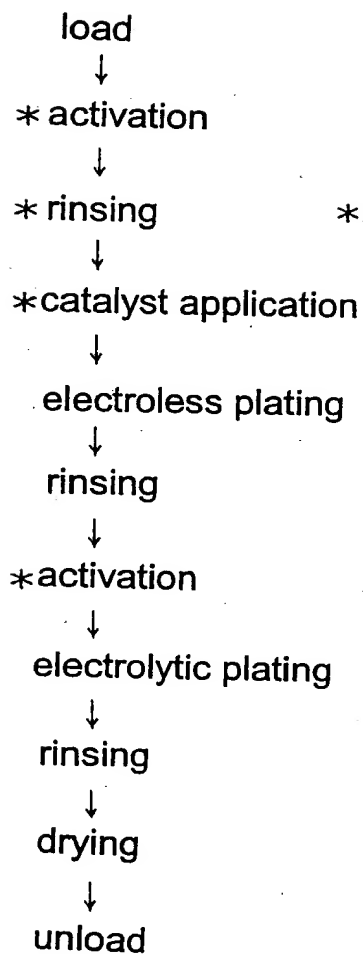 load
↓
* activation
↓
* rinsing *
↓
*catalyst application
↓
electroless plating
↓
rinsing
↓
*activation
↓
electrolytic plating
↓
rinsing
↓
drying
↓
unload